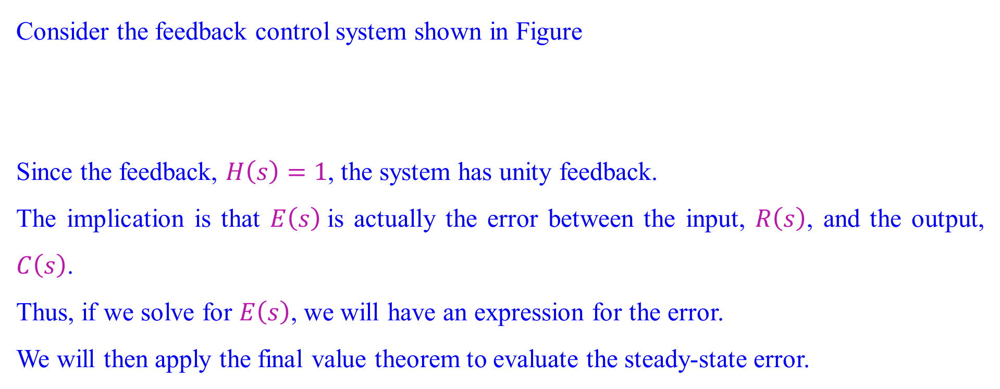 Consider the feedback control system shown in Figure
Since the feedback, H(s) = 1, the system has unity feedback.
The implication is that E(s) is actually the error between the input, R(s), and the output,
C(s).
Thus, if we solve for E(s), we will have an expression for the error.
We will then apply the final value theorem to evaluate the steady-state error.